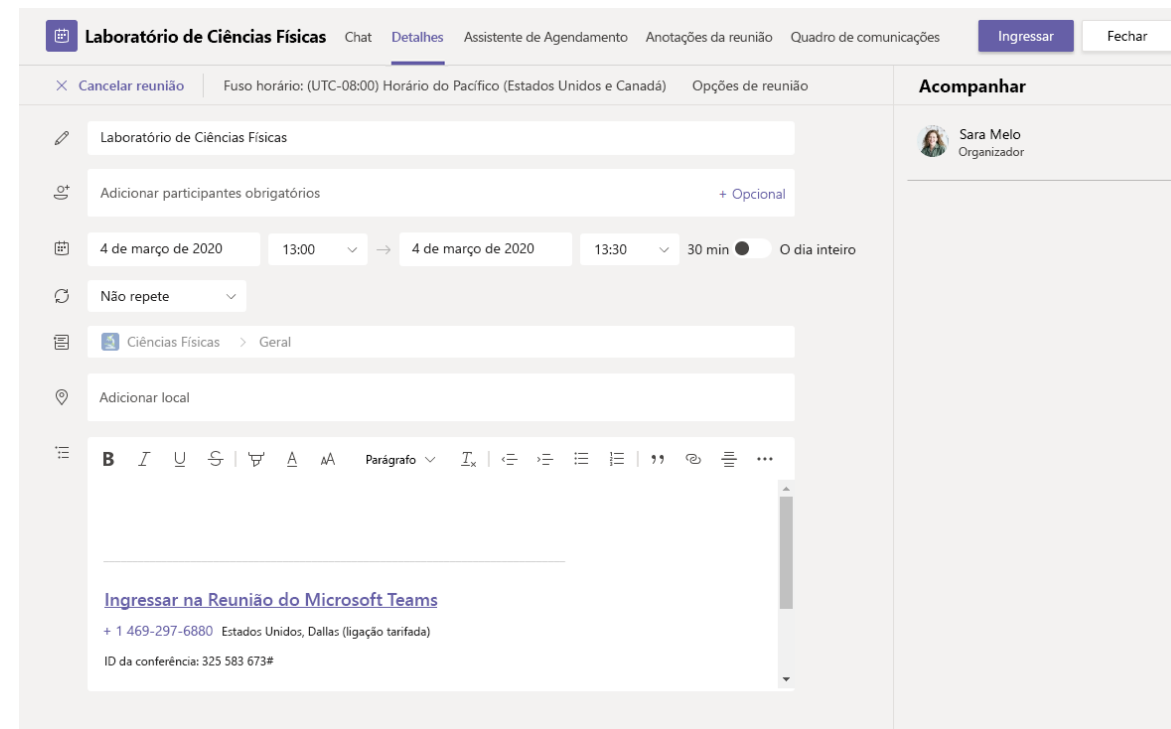 Laboratório de Ciências Físicas Chat Detalhes Assistente de Agendamento Anotações da reunião Quadro de comunicações Ingressar Fechar
Cancelar reunião Fuso horário: (UTC-08:00) Horário do Pacífico (Estados Unidos e Canadá) Opções de reunião
Laboratório de Ciências Físicas
Adicionar participantes obrigatórios + Opcional
4 de março de 2020 13:00 → 4 de março de 2020 13:30 30 min O dia inteiro
Não repete
Ciências Físicas > Geral
Adicionar local
B I U S A AA Parágrafo Tx
Ingressar na Reunião do Microsoft Teams
+ 1 469-297-6880 Estados Unidos, Dallas (ligação tarifada)
ID da conferência: 325 583 673#
Acompanhar
Sara Melo
Organizador